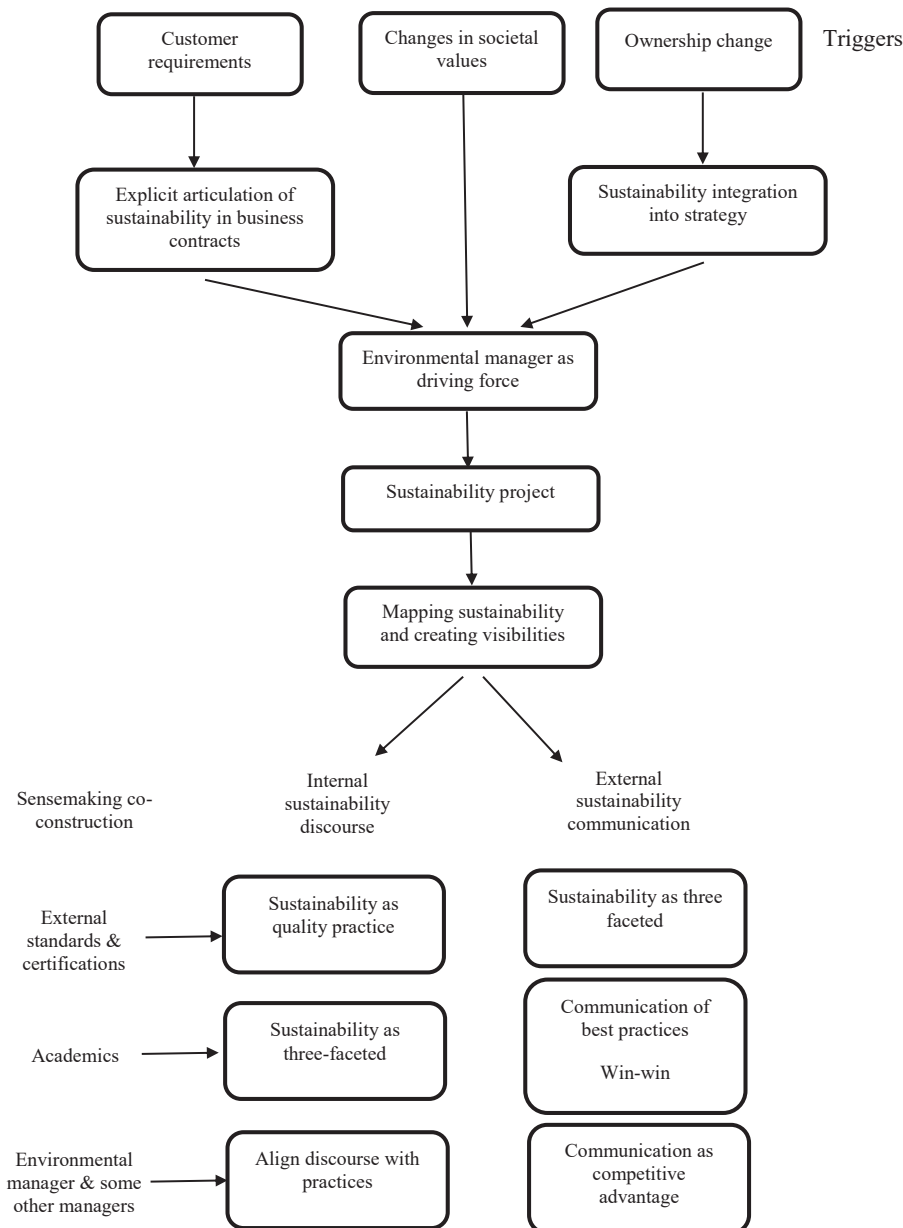 Customer
requirements
Changes in societal
values
Ownership change
Triggers
Explicit articulation of
sustainability in business
contracts
Sustainability integration
into strategy
Environmental manager as
driving force
Sustainability project
Mapping sustainability
and creating visibilities
Sensemaking co-
construction
Internal
sustainability
discourse
External
sustainability
communication
External
standards &
certifications
Sustainability as
quality practice
Sustainability as three
faceted
Academics
Sustainability as
three-faceted
Communication of
best practices
Win-win
Environmental
manager & some
other managers
Align discourse with
practices
Communication as
competitive
advantage